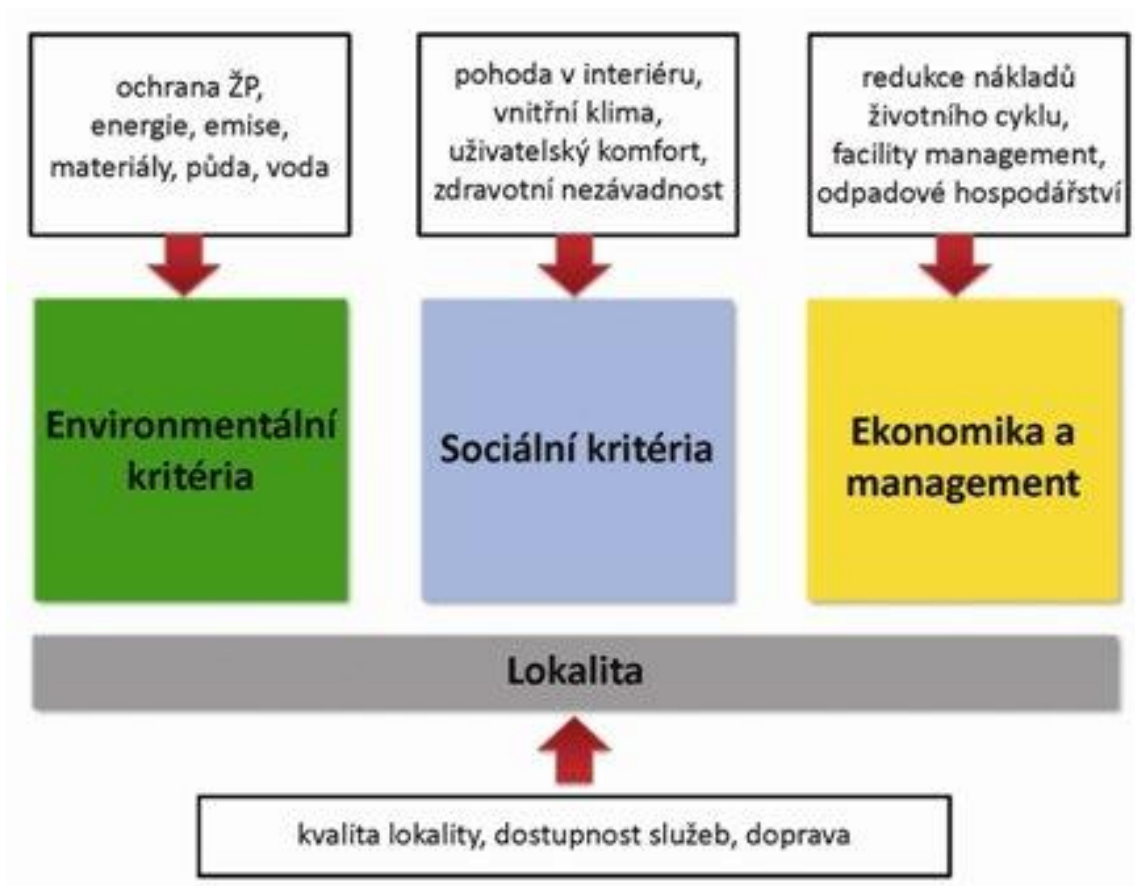 ochrana ŽP,
energie, emise,
materiály, půda, voda
pohoda v interiéru,
vnitřní klima,
uživatelský komfort,
zdravotní nezávadnost
redukce nákladů
životního cyklu,
facility management,
odpadové hospodářství
Environmentální
kritéria
Sociální kritéria
Ekonomika a
management
Lokalita
kvalita lokality, dostupnost služeb, doprava